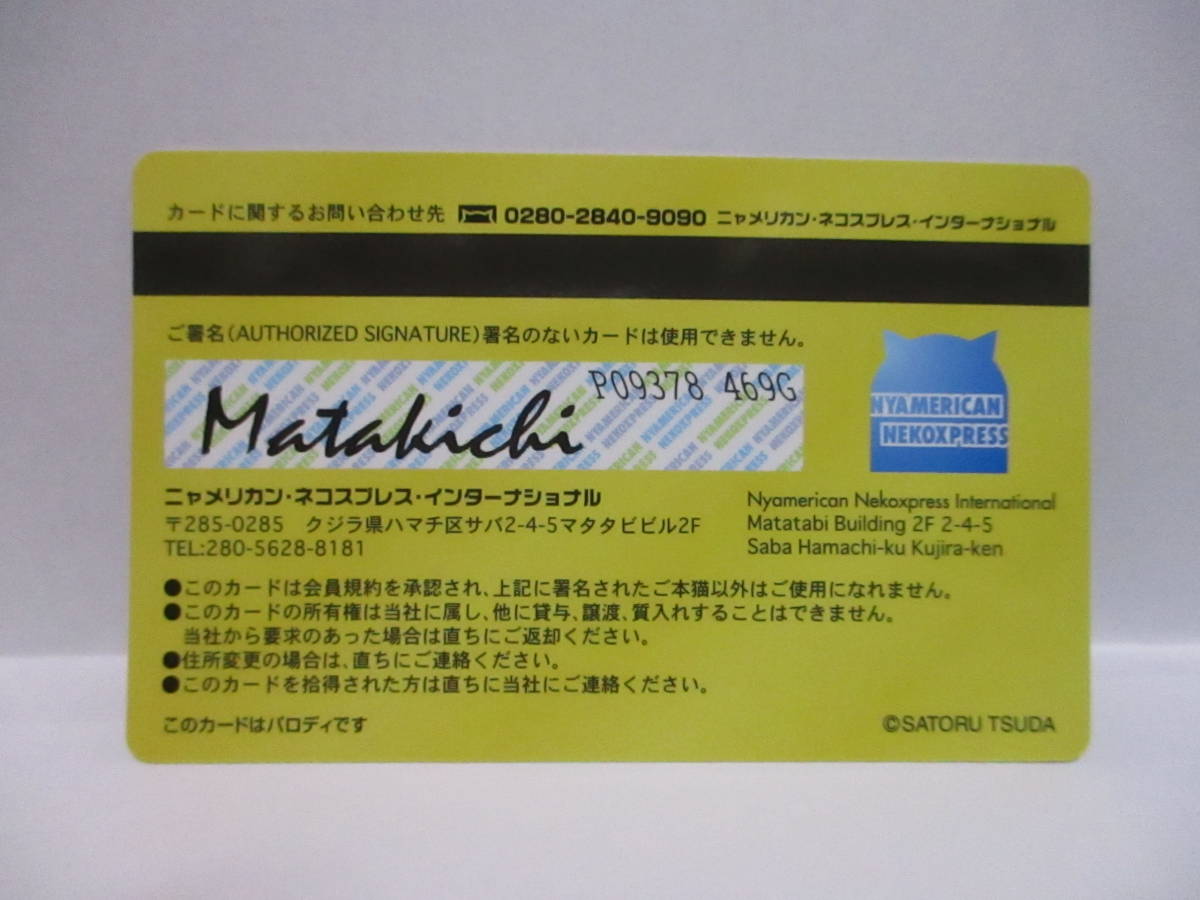 カードに関するお問い合わせ先 0280-2840-9090 ニャメリカン・ネコスプレス・インターナショナル
ご署名(AUTHORIZED SIGNATURE)署名のないカードは使用できません。
P09378 469G
Matakichi
NYAMERICAN
NEKOXPRESS
ニャメリカン・ネコスプレス・インターナショナル
〒285-0285 クジラ県ハマチ区サバ2-4-5マタタビビル2F
TEL:280-5628-8181
Nyamerican Nekoxpress International
Matatabi Building 2F 2-4-5
Saba Hamachi-ku Kujira-ken
●このカードは会員規約を承認され、上記に署名されたご本猫以外はご使用になれません。
●このカードの所有権は当社に属し、他に貸与、譲渡、質入れすることはできません。
当社から要求のあった場合は直ちにご返却ください。
●住所変更の場合は、直ちにご連絡ください。
●このカードを拾得された方は直ちに当社にご連絡ください。
このカードはパロディです
©SATORU TSUDA